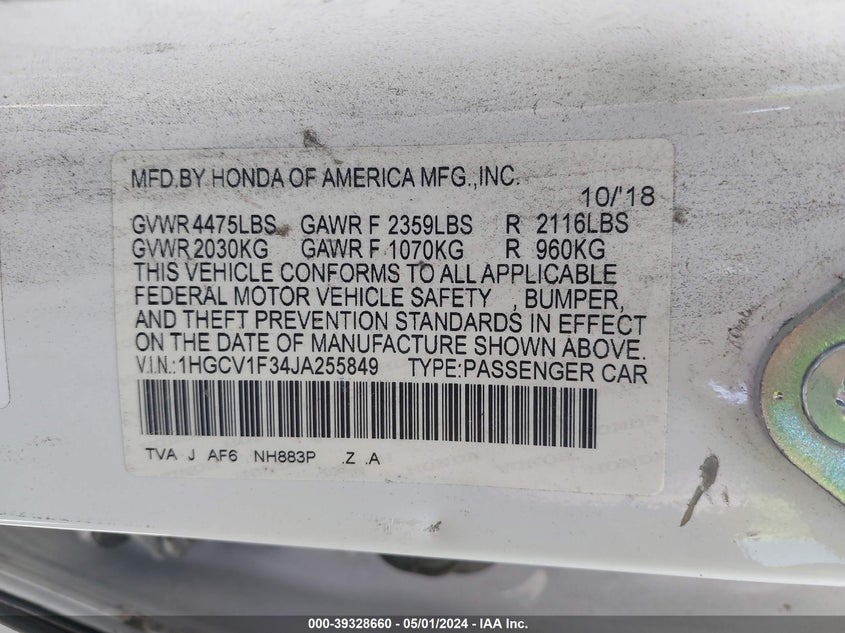 MFD.BY HONDA OF AMERICA MFG.,INC.
10/'18
GVWR 4475LBS GAWR F 2359LBS R 2116LBS
GVWR 2030KG GAWR F 1070KG R 960KG
THIS VEHICLE CONFORMS TO ALL APPLICABLE
FEDERAL MOTOR VEHICLE SAFETY , BUMPER,
AND THEFT PREVENTION STANDARDS IN EFFECT
ON THE DATE OF MANUFACTURE SHOWN ABOVE.
V.I.N.:1HGCV1F34JA255849 TYPE:PASSENGER CAR
TVA J AF6 NH883P .Z .A
000-39328660 - 05/01/2024 - IAA Inc.